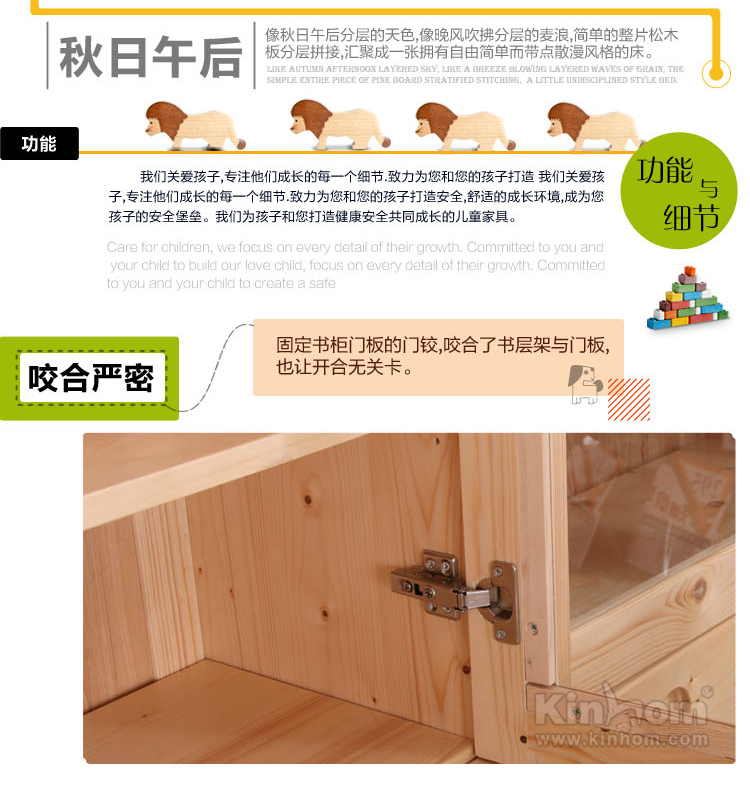 秋日午后
像秋日午后分层的天色,像晚风吹拂分层的麦浪,简单的整片松木
板分层拼接,汇聚成一张拥有自由简单而带点散漫风格的床。
LIKE AUTUMN AFTERNOON LAYERED SKY, LIKE A BREEZE BLOWING LAYERED WAVES OF GRAIN, THE
SIMPLE ENTIRE PIECE OF PINE BOARD STRATIFIED STITCHING, A LITTLE UNDISCIPLINED STYLE BED.
功能
功能
与
细节
我们关爱孩子,专注他们成长的每一个细节.致力为您和您的孩子打造 我们关爱孩
子,专注他们成长的每一个细节.致力为您和您的孩子打造安全,舒适的成长环境,成为您
孩子的安全堡垒。我们为孩子和您打造健康安全共同成长的儿童家具。
Care for children, we focus on every detail of their growth. Committed to you and
your child to build our love child, focus on every detail of their growth. Committed
to you and your child to create a safe
咬合严密
固定书柜门板的门铰,咬合了书层架与门板,
也让开合无关卡。
Kinhom
www.kinhom.com